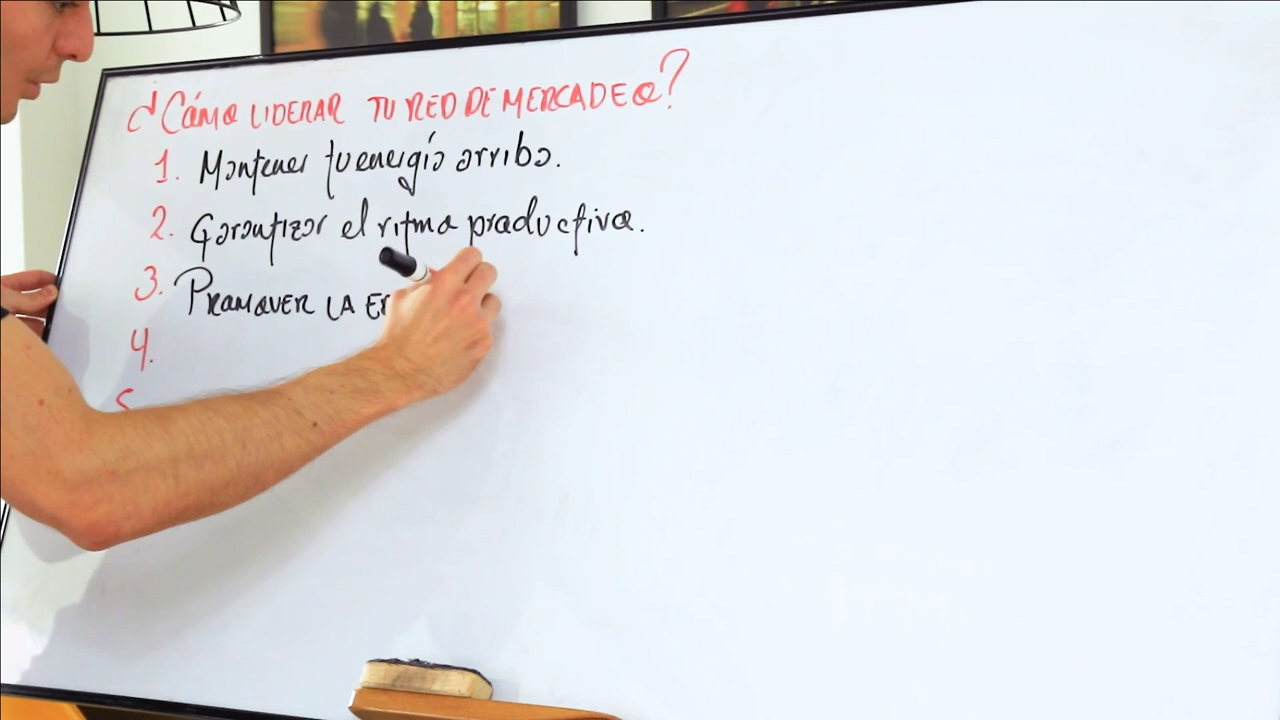 ¿Cómo LIDERAR TU RED DE MERCADEO?
1. Mantener tu energía arriba.
2. Garantizar el ritmo productivo.
3. PROMOVER LA
4.
5